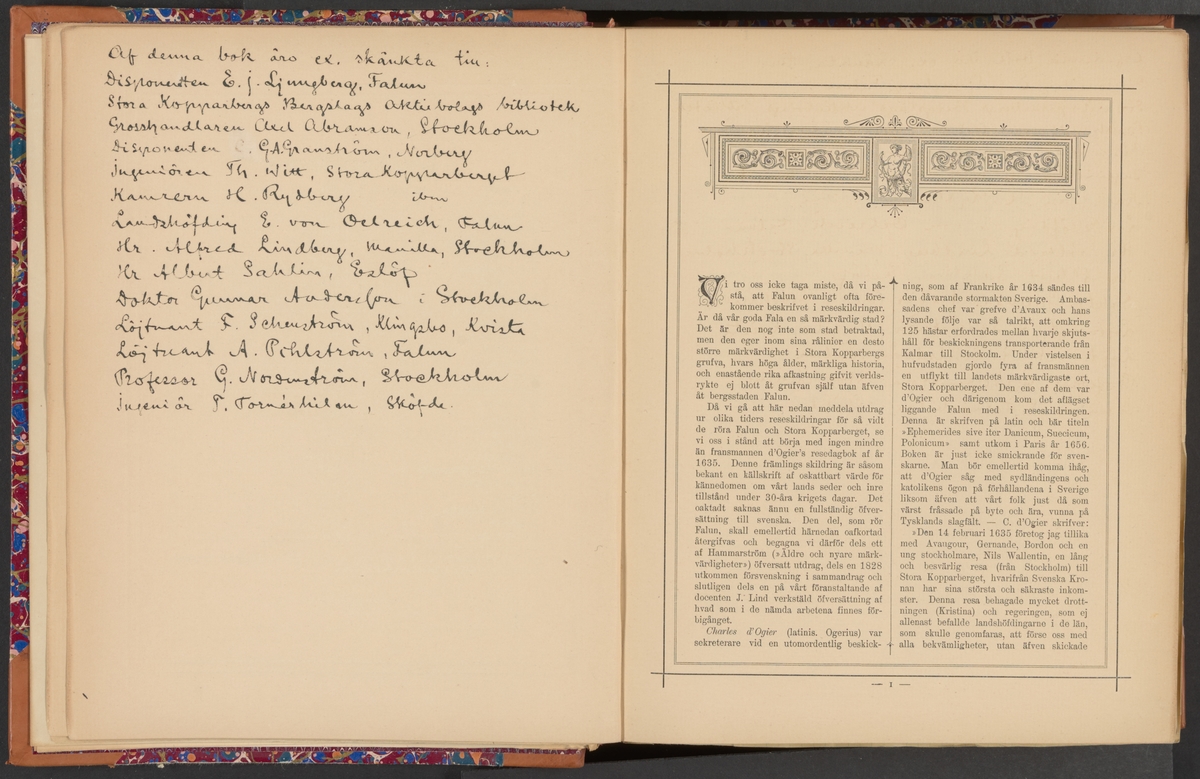 Af denna bok äro ex. skänkta till:
Disponenten E. J. Ljungberg, Falun
Stora Kopparbergs Bergslags Aktiebolags bibliotek
Grosshandlaren Axel Abramson, Stockholm
Disponenten G.A. Granström, Norberg
Ingeniören Th. Witt, Stora Kopparberget
Kamrern H. Rydberg ibm
Landshöfding E. von Oelreich, Falun
Hr. Alfred Lindberg, Manilla, Stockholm
Hr Albert Sahlin, Eslöf
Doktor Gunnar Andersson i Stockholm
Löjtnant F. Schenström, Klingsbo, Kvista
Löjtnant A. Pihlström, Falun
Professor G. Nordenström, Stockholm
Ingeniör F. Tornérhielm, Sköfde.
Vi tro oss icke taga miste, då vi på-
stå, att Falun ovanligt ofta före-
kommer beskrifvet i reseskildringar.
Är då vår goda Fala en så märkvärdig stad?
Det är den nog inte som stad betraktad,
men den eger inom sina rålinier en desto
större märkvärdighet i Stora Kopparbergs
grufva, hvars höga ålder, märkliga historia,
och enastående rika afkastning gifvit verlds-
rykte ej blott åt grufvan själf utan äfven
åt bergsstaden Falun.
Då vi gå att här nedan meddela utdrag
ur olika tiders reseskildringar för så vidt
de röra Falun och Stora Kopparberget, se
vi oss i stånd att börja med ingen mindre
än fransmannen d'Ogier's resedagbok af år
1635. Denne främlings skildring är såsom
bekant en källskrift af oskattbart värde för
kännedomen om vårt lands seder och inre
tillstånd under 30-åra krigets dagar. Det
oaktadt saknas ännu en fullständig öfver-
sättning till svenska. Den del, som rör
Falun, skall emellertid härnedan oafkortad
återgifvas och begagna vi därför dels ett
af Hammarström (»Äldre och nyare märk-
värdigheter») öfversatt utdrag, dels en 1828
utkommen försvenskning i sammandrag och
slutligen dels en på vårt föranstaltande af
docenten J. Lind verkställd öfversättning af
hvad som i de nämda arbetena finnes för-
bigånget.
Charles d'Ogier (latinis. Ogerius) var
sekreterare vid en utomordentlig beskick-
ning, som af Frankrike år 1634 sändes till
den dåvarande stormakten Sverige. Ambas-
sadens chef var grefve d'Avaux och hans
lysande följe var så talrikt, att omkring
125 hästar erfordrades mellan hvarje skjuts-
håll för beskickningens transporterande från
Kalmar till Stockolm. Under vistelsen i
hufvudstaden gjorde fyra af fransmännen
en utflykt till landets märkvärdigaste ort,
Stora Kopparberget. Den ene af dem var
d'Ogier och därigenom kom det aflägset
liggande Falun med i reseskildringen.
Denna är skrifven på latin och bär titeln
»Ephemerides sive iter Danicum, Suecicum,
Polonicum» samt utkom i Paris år 1656.
Boken är just icke smickrande för sven-
skarne. Man bör emellertid komma ihåg,
att d'Ogier såg med sydländingens och
katolikens ögon på förhållandena i Sverige
liksom äfven att vårt folk just då som
värst frässade på byte och ära, vunna på
Tysklands slagfält. — C. d'Ogier skrifver:
»Den 14 februari 1635 företog jag tillika
med Avaugour, Gernande, Bordon och en
ung stockholmare, Nils Wallentin, en lång
och besvärlig resa (från Stockholm) till
Stora Kopparberget, hvarifrån Svenska Kro-
nan har sina största och säkraste inkom-
ster. Denna resa behagade mycket drott-
ningen (Kristina) och regeringen, som ej
allenast befallde landshöfdingarne i de län,
som skulle genomfaras, att förse oss med
alla bekvämligheter, utan äfven skickade
— 1 —